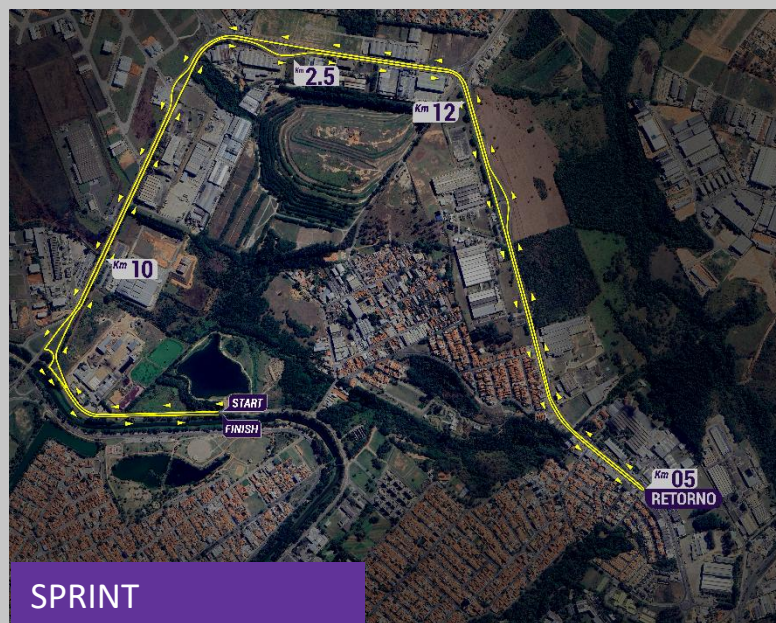 Km 2.5
Km 12
Km 10
START
FINISH
Km 05
RETORNO
SPRINT